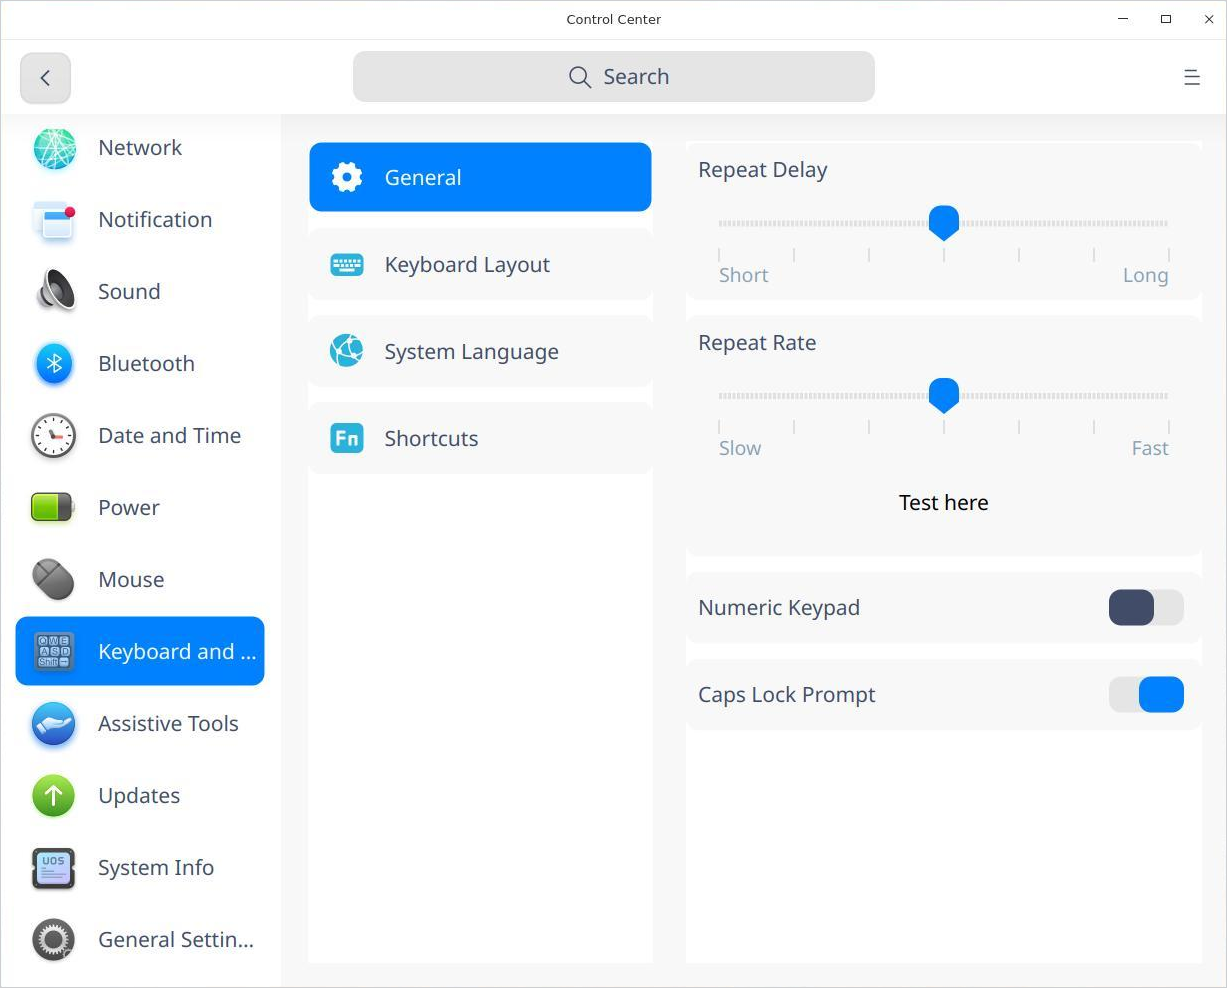 Control Center
Search
Network
Notification
Sound
Bluetooth
Date and Time
Power
Mouse
Keyboard and ...
Assistive Tools
Updates
UOS
System Info
General Settin...
General
Keyboard Layout
System Language
Fn
Shortcuts
Repeat Delay
Short Long
Repeat Rate
Slow Fast
Test here
Numeric Keypad
Caps Lock Prompt